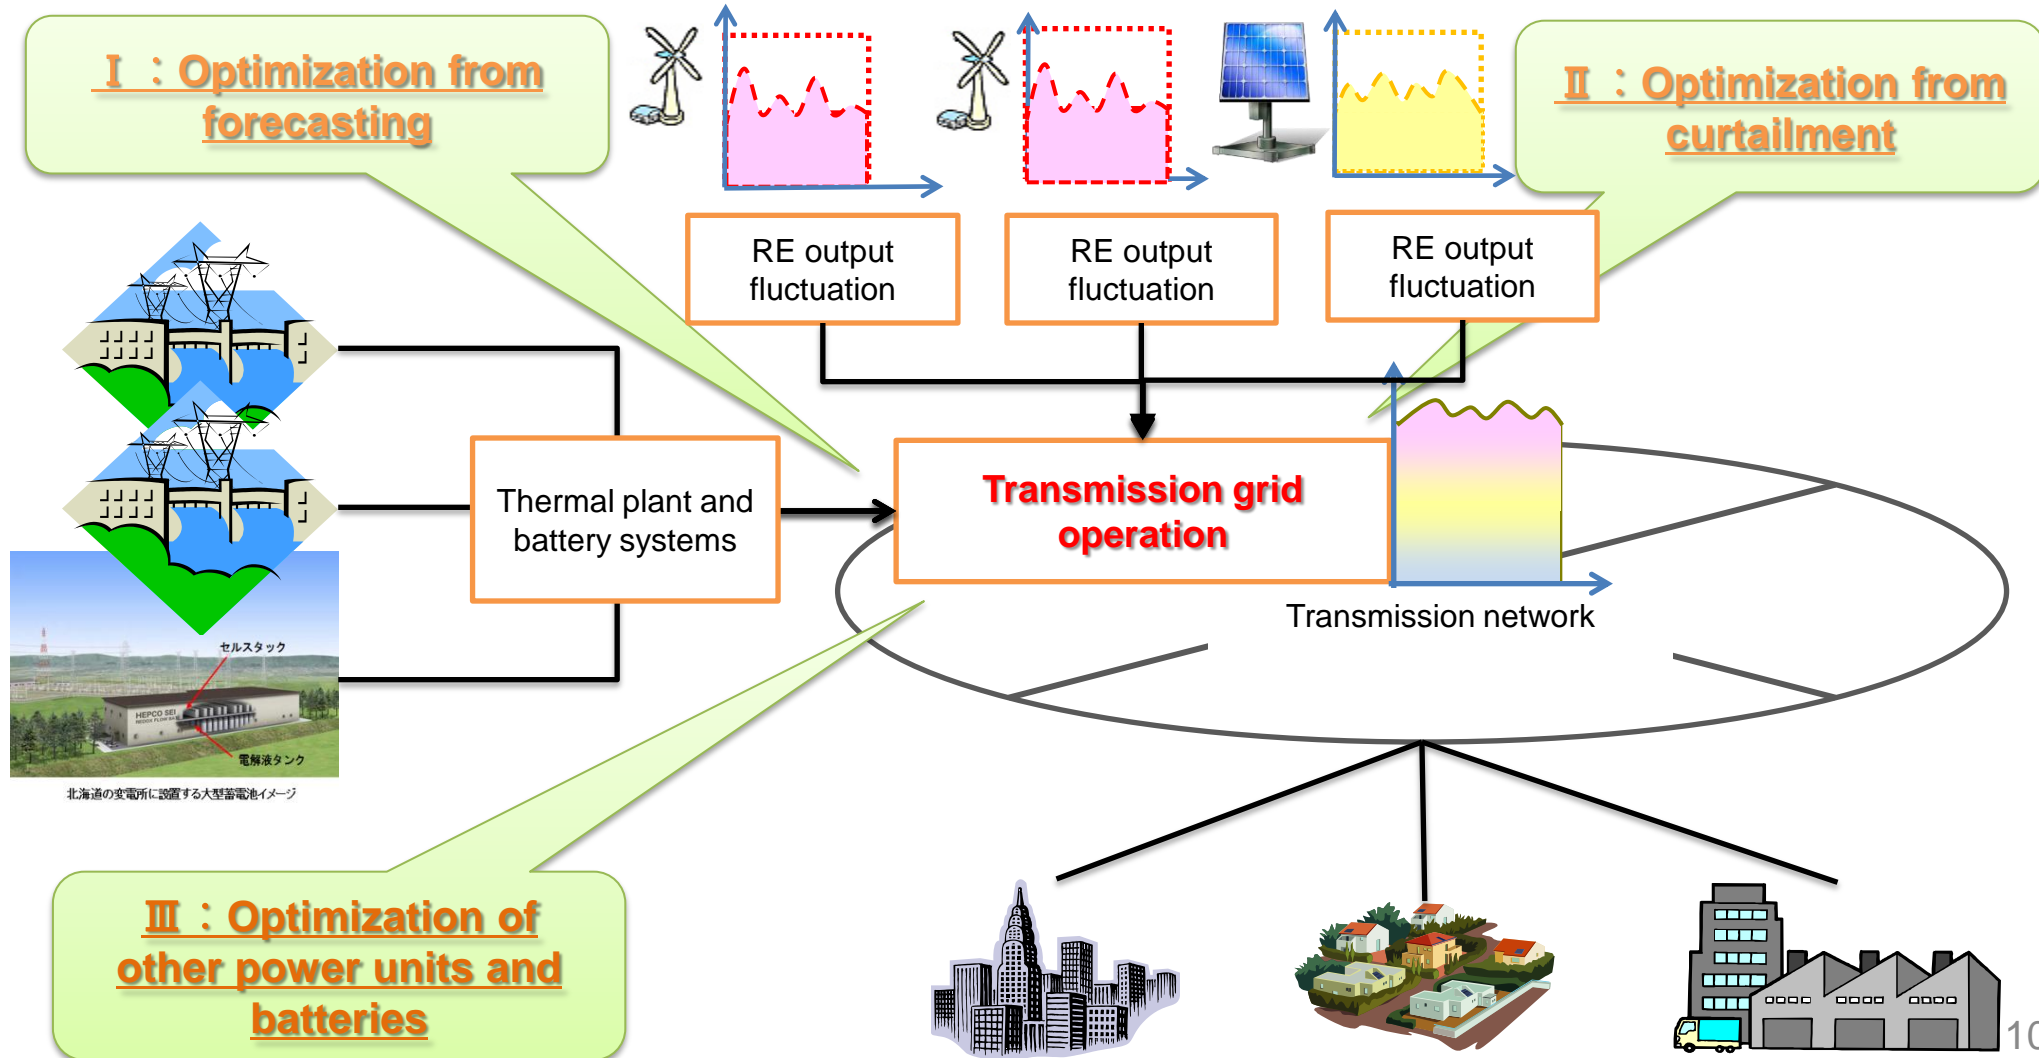 Ⅰ：Optimization from
forecasting
Ⅱ：Optimization from
curtailment
RE output
fluctuation
RE output
fluctuation
RE output
fluctuation
Thermal plant and
battery systems
Transmission grid
operation
Transmission network
セルスタック
HEPCO SEI
電解液タンク
北海道の変電所に設置する大型蓄電池イメージ
Ⅲ：Optimization of
other power units and
batteries
10